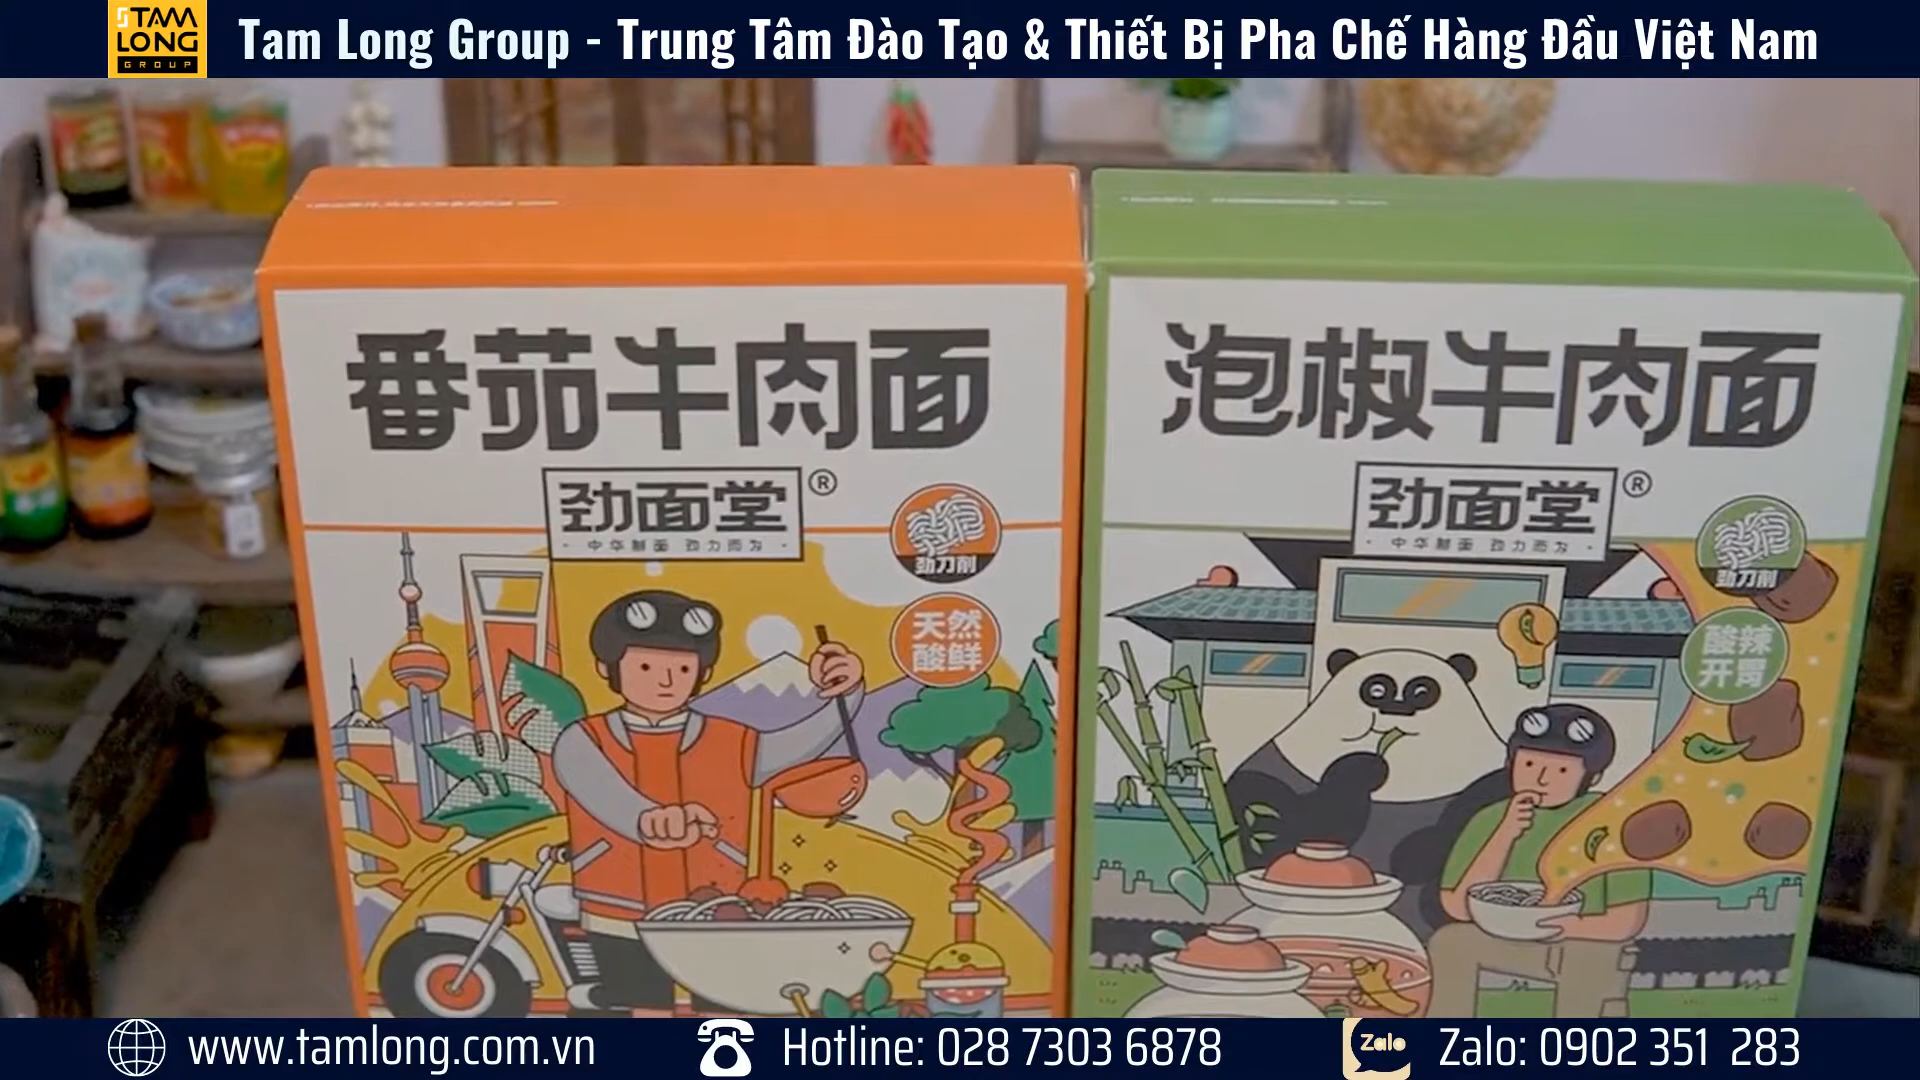 STAM
LONG
GROUP
Tam Long Group - Trung Tâm Đào Tạo & Thiết Bị Pha Chế Hàng Đầu Việt Nam
番茄牛肉面
劲面堂®
· 中华制面 劲力而为 ·
劲刀削
天然
酸鲜
泡椒牛肉面
劲面堂®
· 中华制面 劲力而为 ·
劲刀削
酸辣
开胃
www.tamlong.com.vn
Hotline: 028 7303 6878
Zalo
Zalo: 0902 351 283